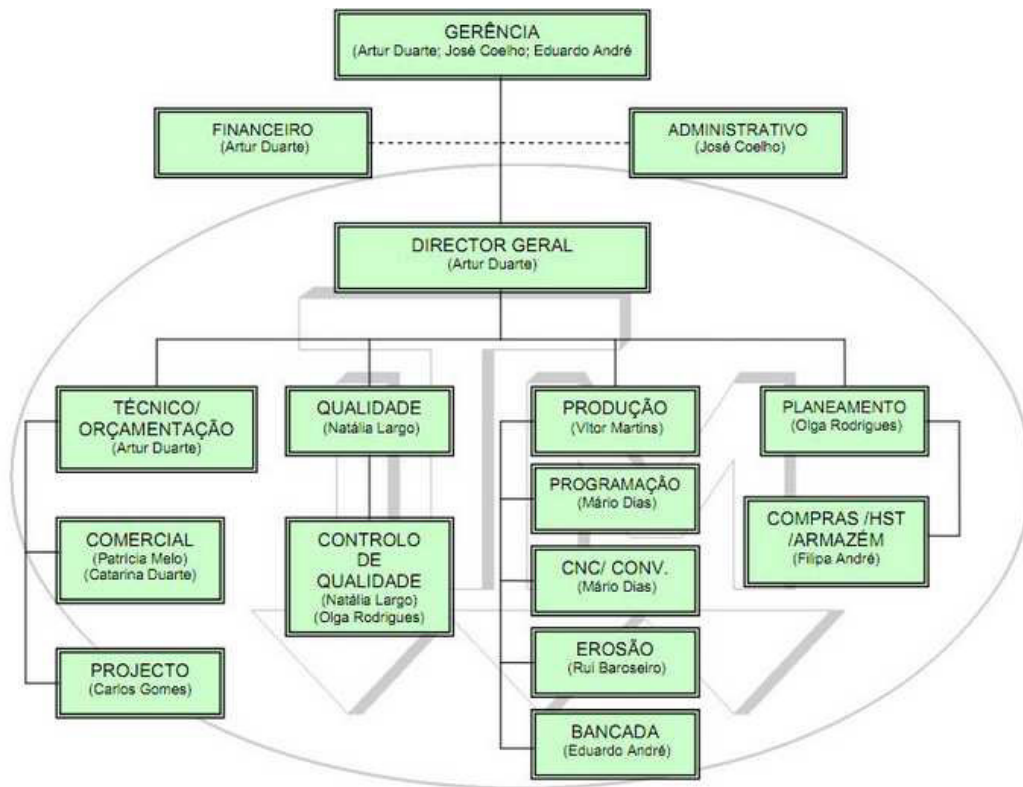 GERÊNCIA
(Artur Duarte; José Coelho; Eduardo André
FINANCEIRO
(Artur Duarte)
ADMINISTRATIVO
(José Coelho)
DIRECTOR GERAL
(Artur Duarte)
TÉCNICO/
ORÇAMENTAÇÃO
(Artur Duarte)
QUALIDADE
(Natália Largo)
PRODUÇÃO
(Vítor Martins)
PLANEAMENTO
(Olga Rodrigues)
PROGRAMAÇÃO
(Mário Dias)
COMERCIAL
(Patrícia Melo)
Catarina Duarte)
CONTROLO
DE
QUALIDADE
(Natália Largo)
(Olga Rodrigues)
CNC/ CONV.
(Mário Dias)
COMPRAS /HST
/ARMAZÉM
(Filipa André)
PROJECTO
(Carlos Gomes)
EROSÃO
(Rui Baroseiro)
BANCADA
(Eduardo André)